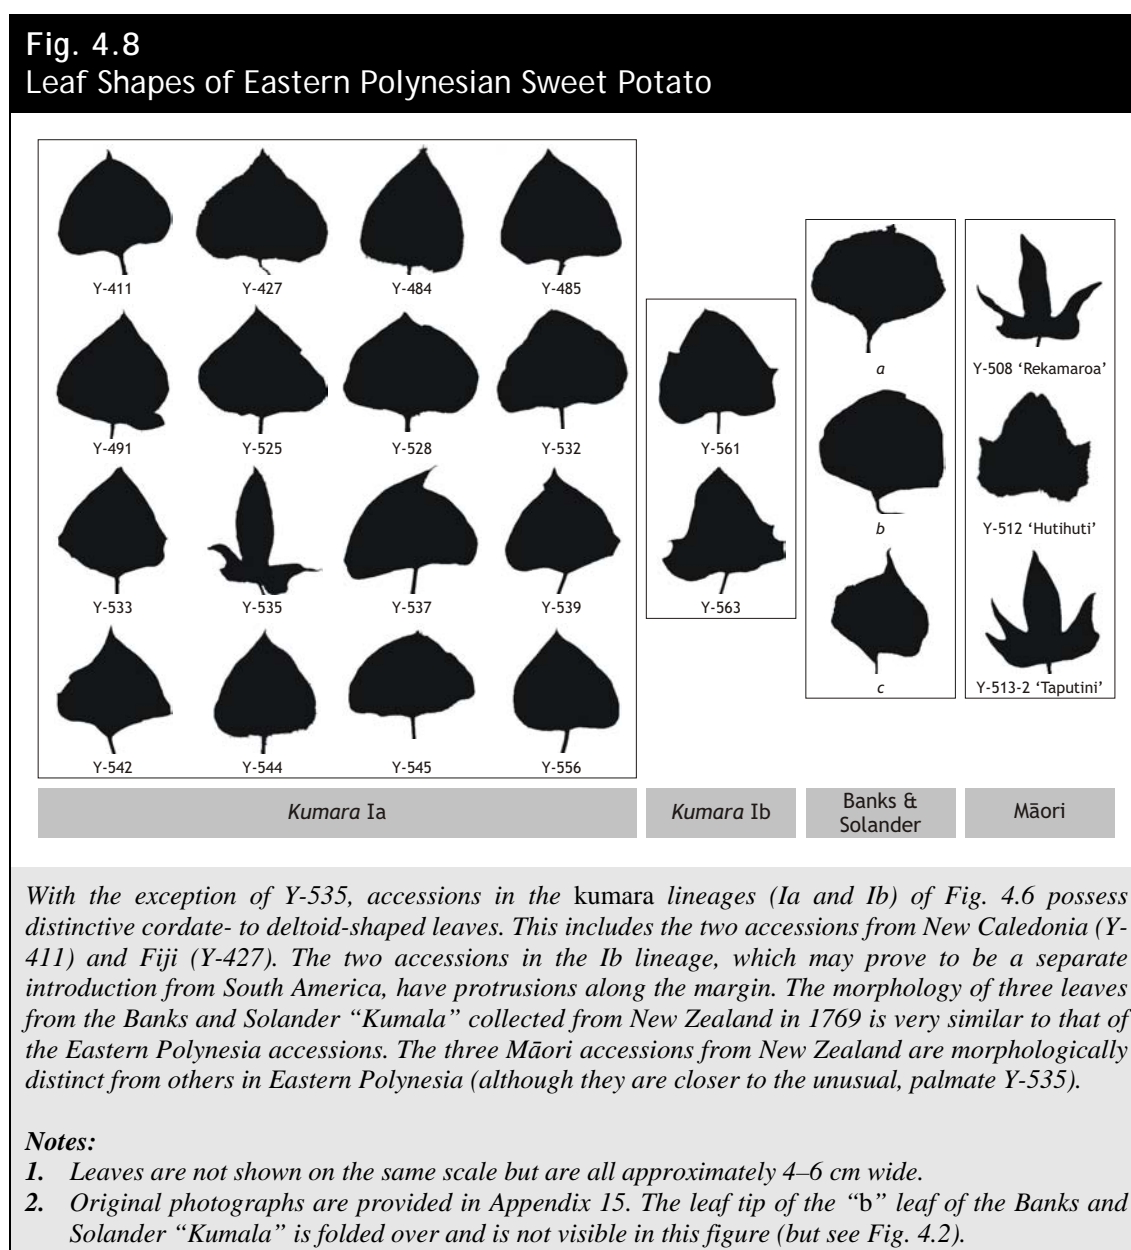 Fig. 4.8
Leaf Shapes of Eastern Polynesian Sweet Potato
Y-411
Y-427
Y-484
Y-485
Y-491
Y-525
Y-528
Y-532
Y-533
Y-535
Y-537
Y-539
Y-542
Y-544
Y-545
Y-556
Kumara Ia
Y-561
Y-563
Kumara Ib
a
b
c
Banks &
Solander
Y-508 ‘Rekamaroa’
Y-512 ‘Hutihuti’
Y-513-2 ‘Taputini’
Māori
With the exception of Y-535, accessions in the kumara lineages (Ia and Ib) of Fig. 4.6 possess
distinctive cordate- to deltoid-shaped leaves. This includes the two accessions from New Caledonia (Y-
411) and Fiji (Y-427). The two accessions in the Ib lineage, which may prove to be a separate
introduction from South America, have protrusions along the margin. The morphology of three leaves
from the Banks and Solander “Kumala” collected from New Zealand in 1769 is very similar to that of
the Eastern Polynesia accessions. The three Māori accessions from New Zealand are morphologically
distinct from others in Eastern Polynesia (although they are closer to the unusual, palmate Y-535).
Notes:
1. Leaves are not shown on the same scale but are all approximately 4–6 cm wide.
2. Original photographs are provided in Appendix 15. The leaf tip of the “b” leaf of the Banks and
Solander “Kumala” is folded over and is not visible in this figure (but see Fig. 4.2).